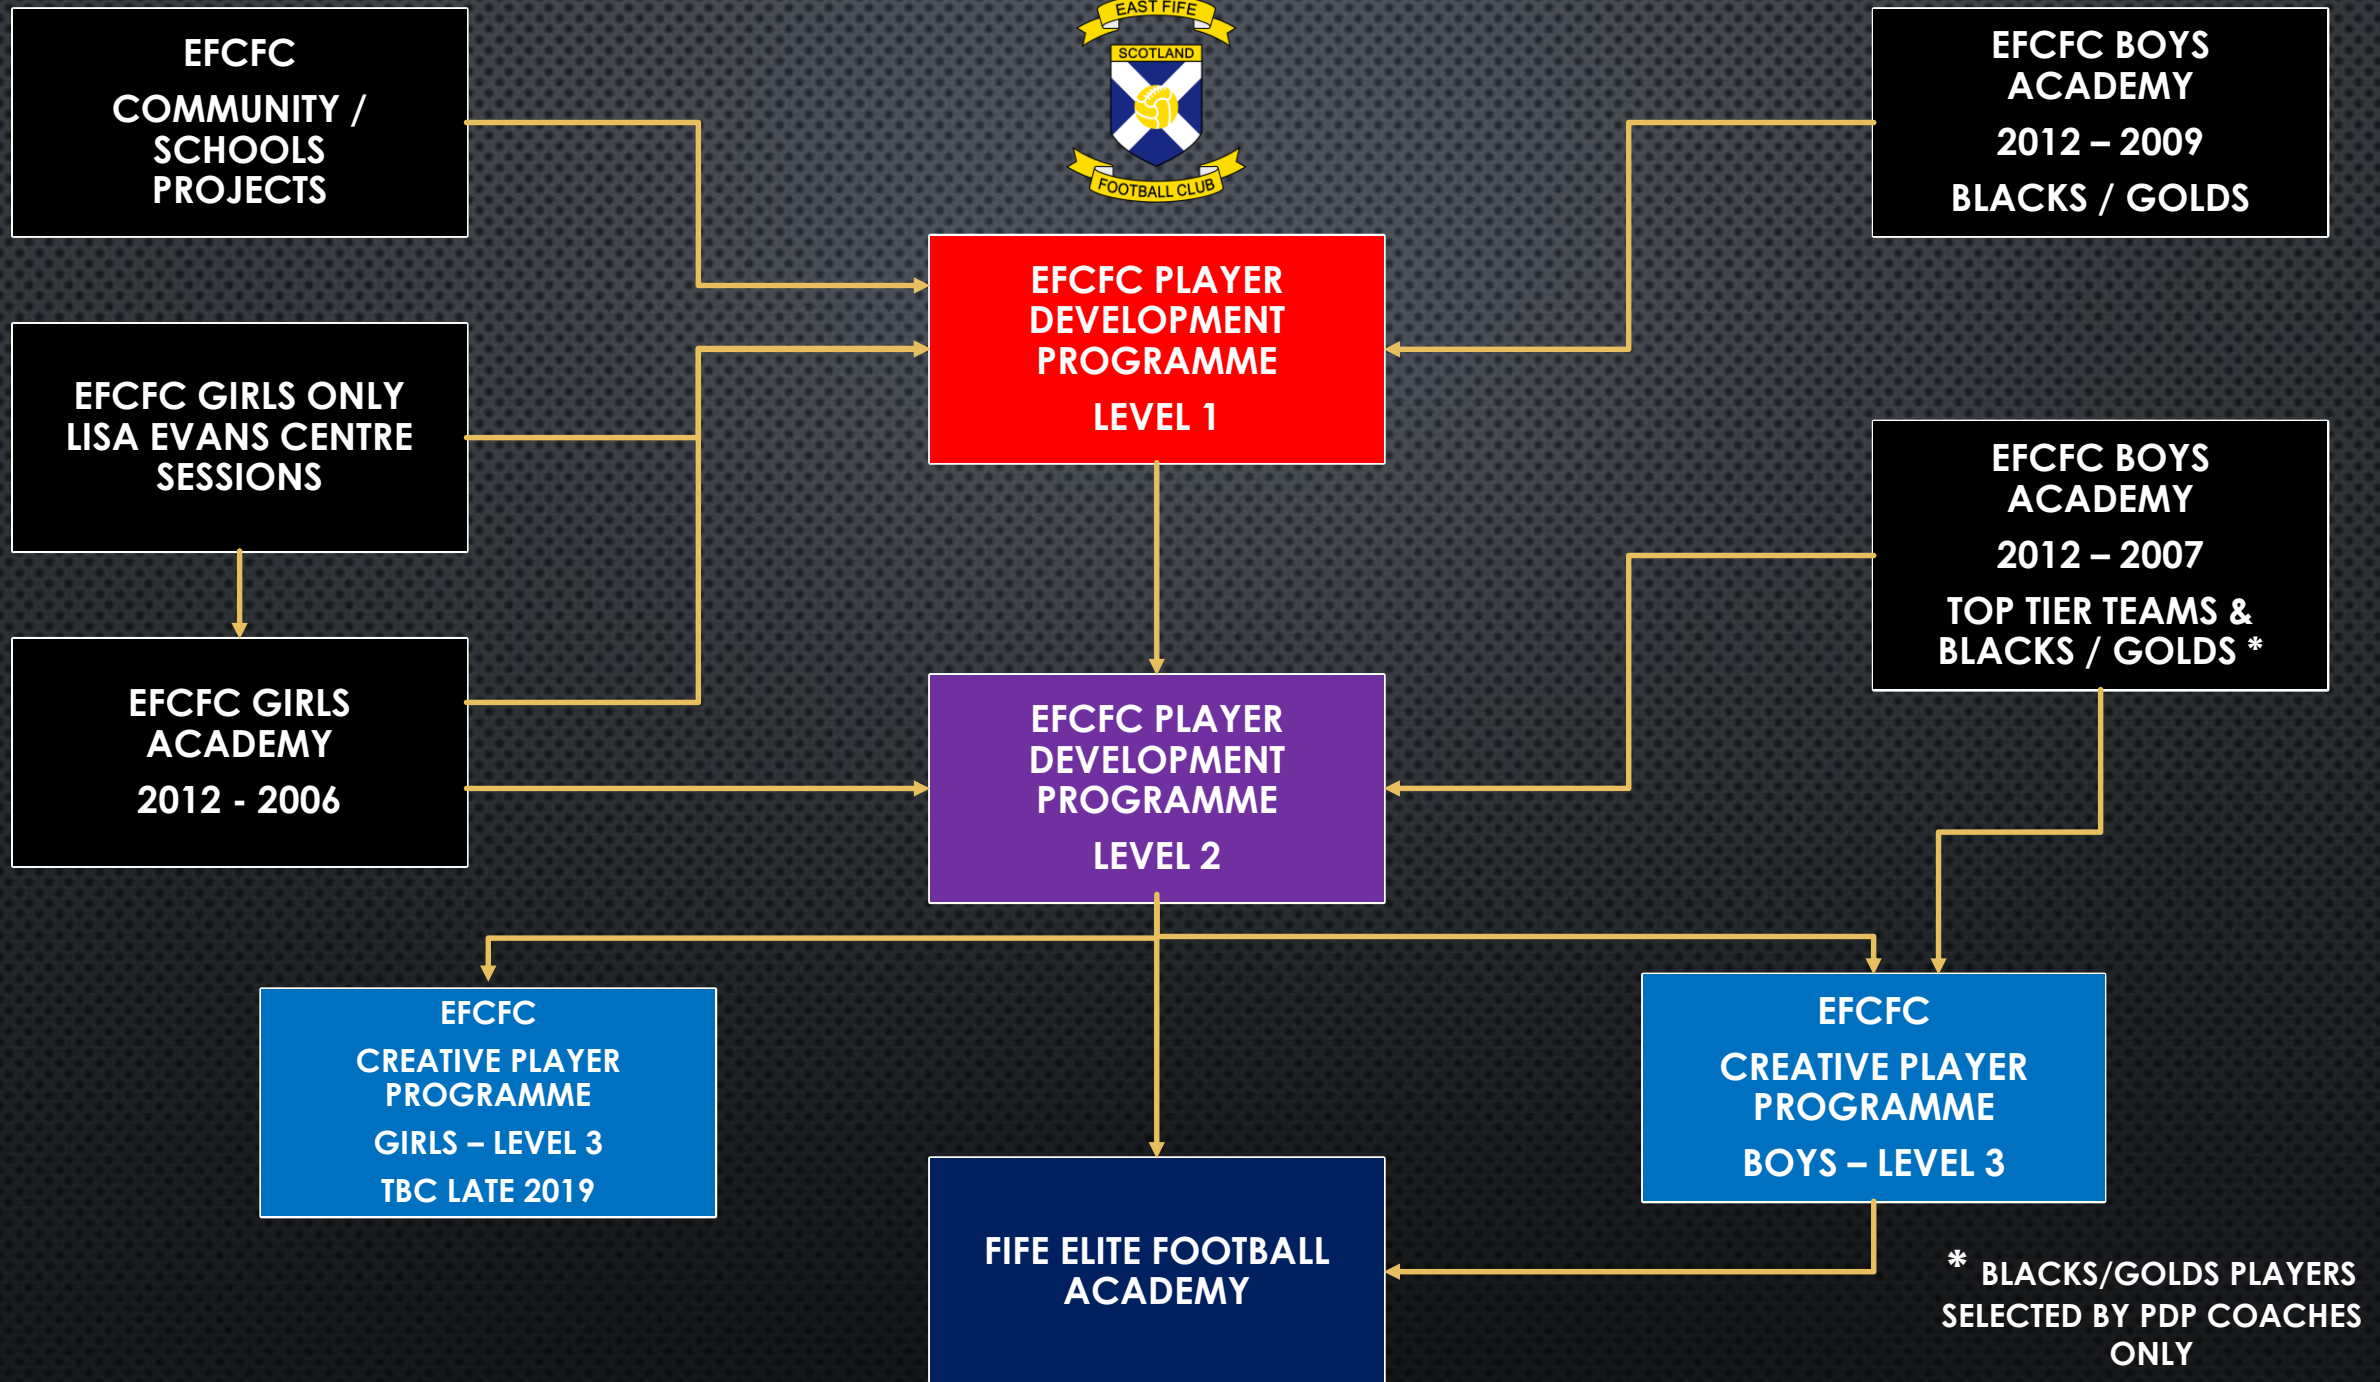 EAST FIFE
SCOTLAND
FOOTBALL CLUB
EFCFC
COMMUNITY /
SCHOOLS
PROJECTS
EFCFC BOYS
ACADEMY
2012 – 2009
BLACKS / GOLDS
EFCFC PLAYER
DEVELOPMENT
PROGRAMME
LEVEL 1
EFCFC GIRLS ONLY
LISA EVANS CENTRE
SESSIONS
EFCFC BOYS
ACADEMY
2012 – 2007
TOP TIER TEAMS &
BLACKS / GOLDS *
EFCFC GIRLS
ACADEMY
2012 - 2006
EFCFC PLAYER
DEVELOPMENT
PROGRAMME
LEVEL 2
EFCFC
CREATIVE PLAYER
PROGRAMME
GIRLS – LEVEL 3
TBC LATE 2019
EFCFC
CREATIVE PLAYER
PROGRAMME
BOYS – LEVEL 3
FIFE ELITE FOOTBALL
ACADEMY
* BLACKS/GOLDS PLAYERS
SELECTED BY PDP COACHES
ONLY